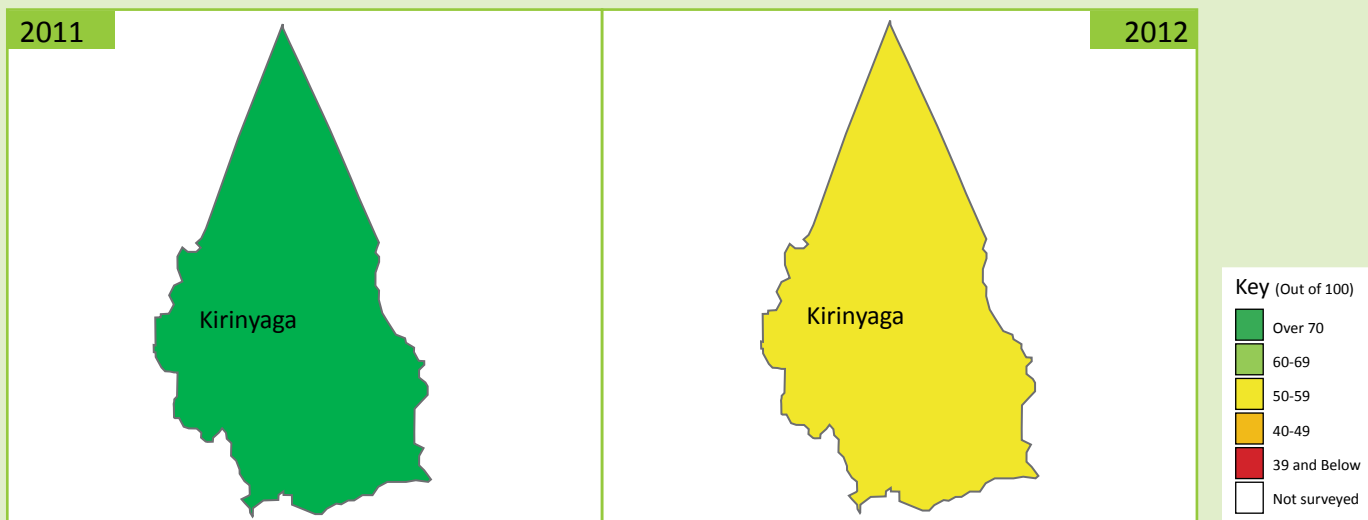 2011
2012
Kirinyaga
Kirinyaga
Key (Out of 100)
Over 70
60-69
50-59
40-49
39 and Below
Not surveyed